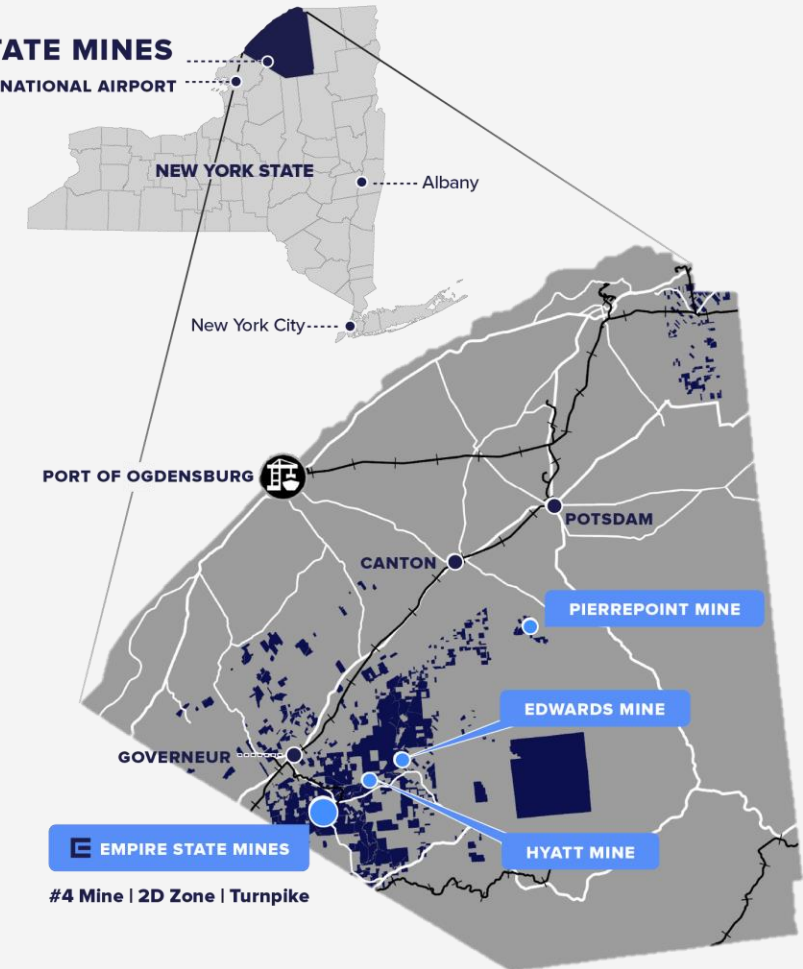 TATE MINES
NATIONAL AIRPORT
NEW YORK STATE
Albany
New York City
PORT OF OGDENSBURG
POTSDAM
CANTON
PIERREPOINT MINE
EDWARDS MINE
GOVERNEUR
EMPIRE STATE MINES
HYATT MINE
#4 Mine | 2D Zone | Turnpike